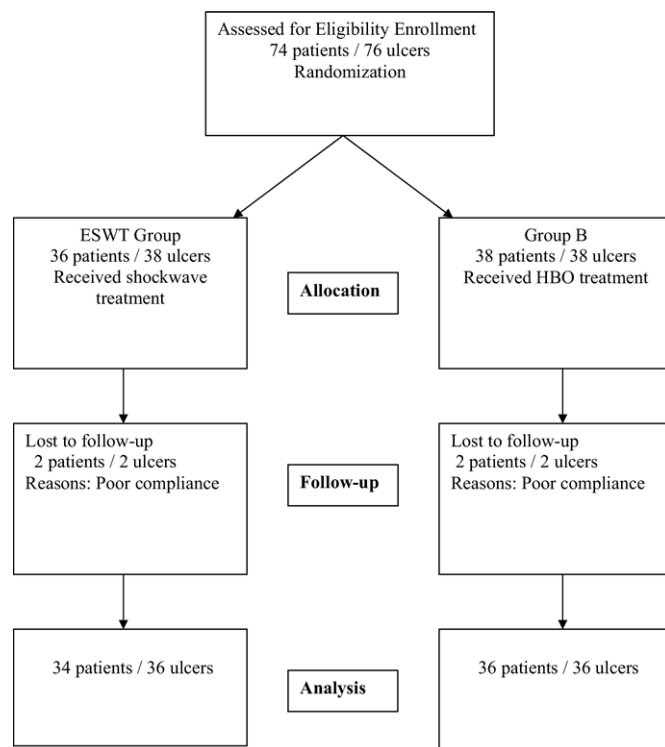 Assessed for Eligibility Enrollment
74 patients / 76 ulcers
Randomization
ESWT Group
36 patients / 38 ulcers
Received shockwave
treatment
Allocation
Group B
38 patients / 38 ulcers
Received HBO treatment
Lost to follow-up
2 patients / 2 ulcers
Reasons: Poor compliance
Follow-up
Lost to follow-up
2 patients / 2 ulcers
Reasons: Poor compliance
34 patients / 36 ulcers
Analysis
36 patients / 36 ulcers